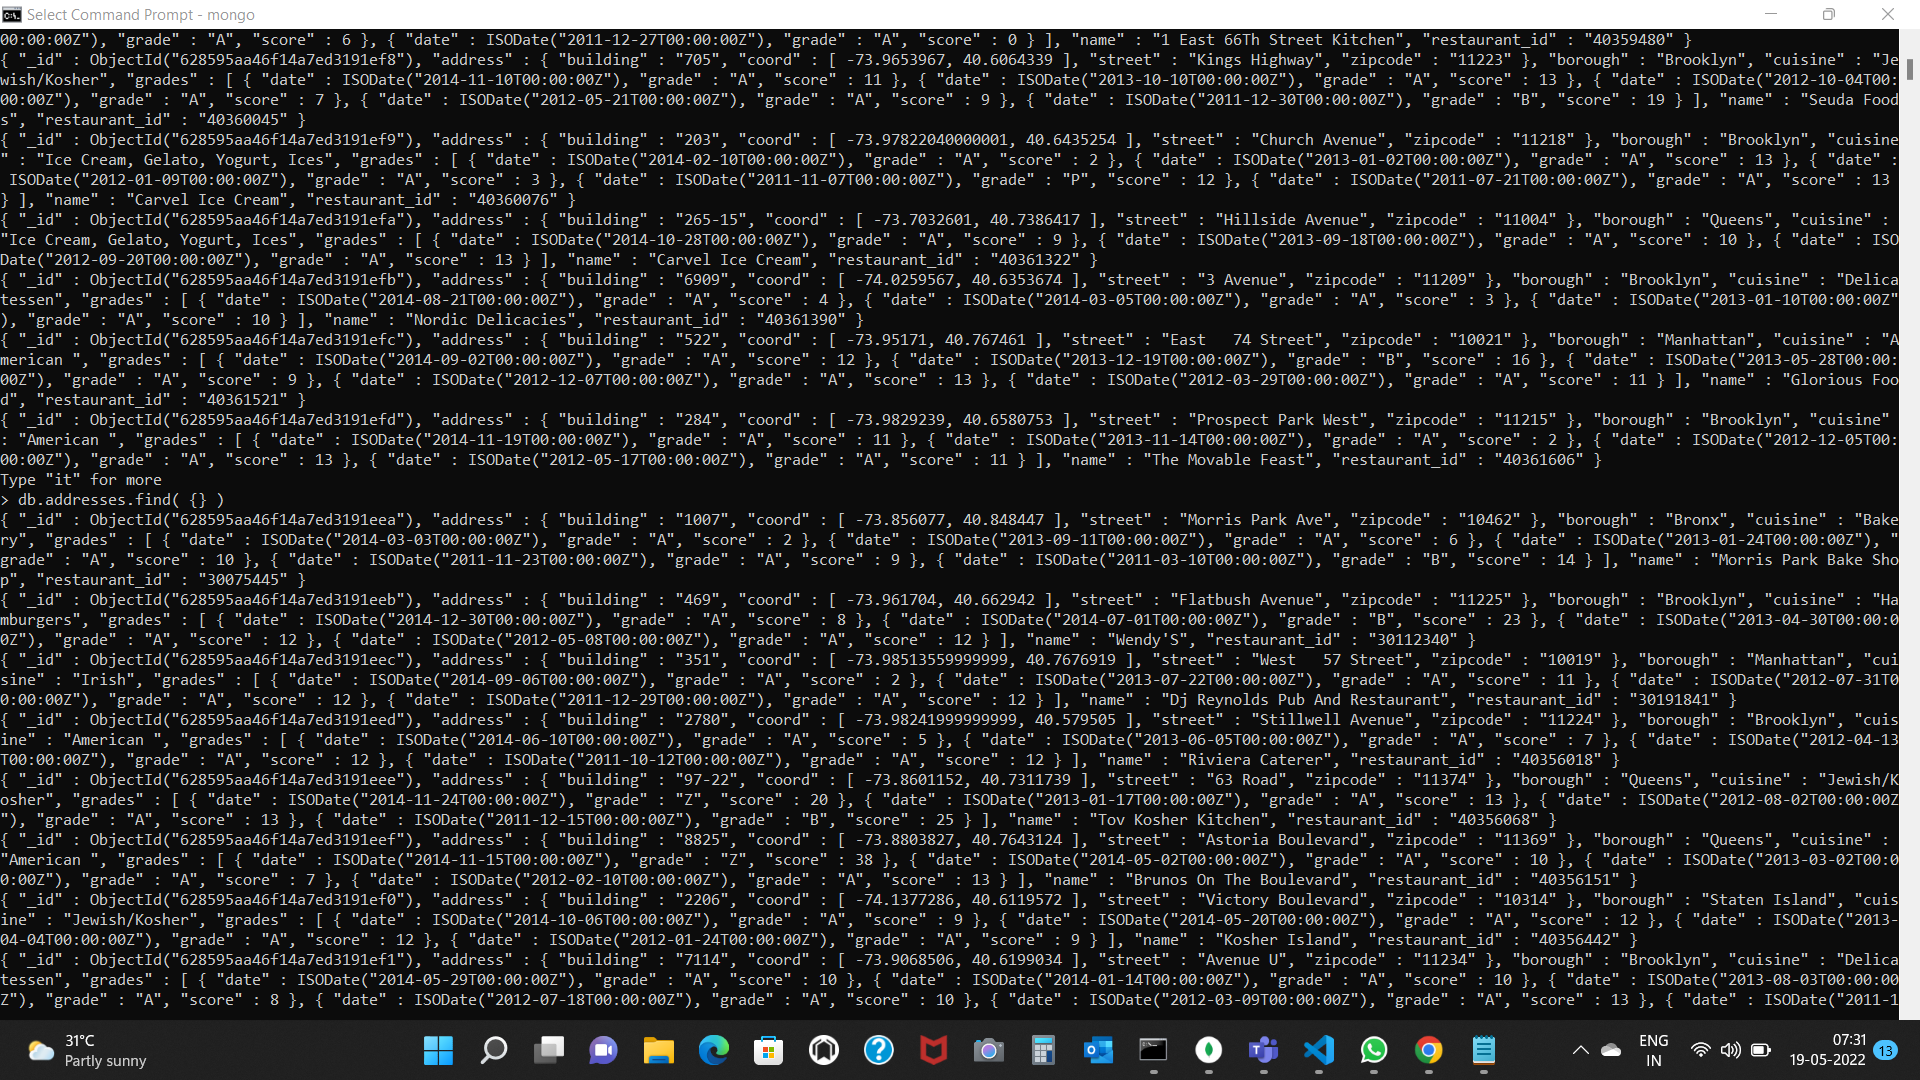 Select Command Prompt - mongo
00:00:00Z"), "grade" : "A", "score" : 6 }, { "date" : ISODate("2011-12-27T00:00:00Z"), "grade" : "A", "score" : 0 } ], "name" : "1 East 66Th Street Kitchen", "restaurant_id" : "40359480" }
{ "_id" : ObjectId("628595aa46f14a7ed3191ef8"), "address" : { "building" : "705", "coord" : [ -73.9653967, 40.6064339 ], "street" : "Kings Highway", "zipcode" : "11223" }, "borough" : "Brooklyn", "cuisine" : "Je
wish/Kosher", "grades" : [ { "date" : ISODate("2014-11-10T00:00:00Z"), "grade" : "A", "score" : 11 }, { "date" : ISODate("2013-10-10T00:00:00Z"), "grade" : "A", "score" : 13 }, { "date" : ISODate("2012-10-04T00:
00:00Z"), "grade" : "A", "score" : 7 }, { "date" : ISODate("2012-05-21T00:00:00Z"), "grade" : "A", "score" : 9 }, { "date" : ISODate("2011-12-30T00:00:00Z"), "grade" : "B", "score" : 19 } ], "name" : "Seuda Food
s", "restaurant_id" : "40360045" }
{ "_id" : ObjectId("628595aa46f14a7ed3191ef9"), "address" : { "building" : "203", "coord" : [ -73.97822040000001, 40.6435254 ], "street" : "Church Avenue", "zipcode" : "11218" }, "borough" : "Brooklyn", "cuisine
" : "Ice Cream, Gelato, Yogurt, Ices", "grades" : [ { "date" : ISODate("2014-02-10T00:00:00Z"), "grade" : "A", "score" : 2 }, { "date" : ISODate("2013-01-02T00:00:00Z"), "grade" : "A", "score" : 13 }, { "date" :
 ISODate("2012-01-09T00:00:00Z"), "grade" : "A", "score" : 3 }, { "date" : ISODate("2011-11-07T00:00:00Z"), "grade" : "P", "score" : 12 }, { "date" : ISODate("2011-07-21T00:00:00Z"), "grade" : "A", "score" : 13
} ], "name" : "Carvel Ice Cream", "restaurant_id" : "40360076" }
{ "_id" : ObjectId("628595aa46f14a7ed3191efa"), "address" : { "building" : "265-15", "coord" : [ -73.7032601, 40.7386417 ], "street" : "Hillside Avenue", "zipcode" : "11004" }, "borough" : "Queens", "cuisine" :
"Ice Cream, Gelato, Yogurt, Ices", "grades" : [ { "date" : ISODate("2014-10-28T00:00:00Z"), "grade" : "A", "score" : 9 }, { "date" : ISODate("2013-09-18T00:00:00Z"), "grade" : "A", "score" : 10 }, { "date" : ISO
Date("2012-09-20T00:00:00Z"), "grade" : "A", "score" : 13 } ], "name" : "Carvel Ice Cream", "restaurant_id" : "40361322" }
{ "_id" : ObjectId("628595aa46f14a7ed3191efb"), "address" : { "building" : "6909", "coord" : [ -74.0259567, 40.6353674 ], "street" : "3 Avenue", "zipcode" : "11209" }, "borough" : "Brooklyn", "cuisine" : "Delica
tessen", "grades" : [ { "date" : ISODate("2014-08-21T00:00:00Z"), "grade" : "A", "score" : 4 }, { "date" : ISODate("2014-03-05T00:00:00Z"), "grade" : "A", "score" : 3 }, { "date" : ISODate("2013-01-10T00:00:00Z"
), "grade" : "A", "score" : 10 } ], "name" : "Nordic Delicacies", "restaurant_id" : "40361390" }
{ "_id" : ObjectId("628595aa46f14a7ed3191efc"), "address" : { "building" : "522", "coord" : [ -73.95171, 40.767461 ], "street" : "East   74 Street", "zipcode" : "10021" }, "borough" : "Manhattan", "cuisine" : "A
merican ", "grades" : [ { "date" : ISODate("2014-09-02T00:00:00Z"), "grade" : "A", "score" : 12 }, { "date" : ISODate("2013-12-19T00:00:00Z"), "grade" : "B", "score" : 16 }, { "date" : ISODate("2013-05-28T00:00:
00Z"), "grade" : "A", "score" : 9 }, { "date" : ISODate("2012-12-07T00:00:00Z"), "grade" : "A", "score" : 13 }, { "date" : ISODate("2012-03-29T00:00:00Z"), "grade" : "A", "score" : 11 } ], "name" : "Glorious Foo
d", "restaurant_id" : "40361521" }
{ "_id" : ObjectId("628595aa46f14a7ed3191efd"), "address" : { "building" : "284", "coord" : [ -73.9829239, 40.6580753 ], "street" : "Prospect Park West", "zipcode" : "11215" }, "borough" : "Brooklyn", "cuisine"
: "American ", "grades" : [ { "date" : ISODate("2014-11-19T00:00:00Z"), "grade" : "A", "score" : 11 }, { "date" : ISODate("2013-11-14T00:00:00Z"), "grade" : "A", "score" : 2 }, { "date" : ISODate("2012-12-05T00:
00:00Z"), "grade" : "A", "score" : 13 }, { "date" : ISODate("2012-05-17T00:00:00Z"), "grade" : "A", "score" : 11 } ], "name" : "The Movable Feast", "restaurant_id" : "40361606" }
Type "it" for more
> db.addresses.find( {} )
{ "_id" : ObjectId("628595aa46f14a7ed3191eea"), "address" : { "building" : "1007", "coord" : [ -73.856077, 40.848447 ], "street" : "Morris Park Ave", "zipcode" : "10462" }, "borough" : "Bronx", "cuisine" : "Bake
ry", "grades" : [ { "date" : ISODate("2014-03-03T00:00:00Z"), "grade" : "A", "score" : 2 }, { "date" : ISODate("2013-09-11T00:00:00Z"), "grade" : "A", "score" : 6 }, { "date" : ISODate("2013-01-24T00:00:00Z"), "
grade" : "A", "score" : 10 }, { "date" : ISODate("2011-11-23T00:00:00Z"), "grade" : "A", "score" : 9 }, { "date" : ISODate("2011-03-10T00:00:00Z"), "grade" : "B", "score" : 14 } ], "name" : "Morris Park Bake Sho
p", "restaurant_id" : "30075445" }
{ "_id" : ObjectId("628595aa46f14a7ed3191eeb"), "address" : { "building" : "469", "coord" : [ -73.961704, 40.662942 ], "street" : "Flatbush Avenue", "zipcode" : "11225" }, "borough" : "Brooklyn", "cuisine" : "Ha
mburgers", "grades" : [ { "date" : ISODate("2014-12-30T00:00:00Z"), "grade" : "A", "score" : 8 }, { "date" : ISODate("2014-07-01T00:00:00Z"), "grade" : "B", "score" : 23 }, { "date" : ISODate("2013-04-30T00:00:0
0Z"), "grade" : "A", "score" : 12 }, { "date" : ISODate("2012-05-08T00:00:00Z"), "grade" : "A", "score" : 12 } ], "name" : "Wendy'S", "restaurant_id" : "30112340" }
{ "_id" : ObjectId("628595aa46f14a7ed3191eec"), "address" : { "building" : "351", "coord" : [ -73.98513559999999, 40.7676919 ], "street" : "West   57 Street", "zipcode" : "10019" }, "borough" : "Manhattan", "cui
sine" : "Irish", "grades" : [ { "date" : ISODate("2014-09-06T00:00:00Z"), "grade" : "A", "score" : 2 }, { "date" : ISODate("2013-07-22T00:00:00Z"), "grade" : "A", "score" : 11 }, { "date" : ISODate("2012-07-31T0
0:00:00Z"), "grade" : "A", "score" : 12 }, { "date" : ISODate("2011-12-29T00:00:00Z"), "grade" : "A", "score" : 12 } ], "name" : "Dj Reynolds Pub And Restaurant", "restaurant_id" : "30191841" }
{ "_id" : ObjectId("628595aa46f14a7ed3191eed"), "address" : { "building" : "2780", "coord" : [ -73.98241999999999, 40.579505 ], "street" : "Stillwell Avenue", "zipcode" : "11224" }, "borough" : "Brooklyn", "cuis
ine" : "American ", "grades" : [ { "date" : ISODate("2014-06-10T00:00:00Z"), "grade" : "A", "score" : 5 }, { "date" : ISODate("2013-06-05T00:00:00Z"), "grade" : "A", "score" : 7 }, { "date" : ISODate("2012-04-13
T00:00:00Z"), "grade" : "A", "score" : 12 }, { "date" : ISODate("2011-10-12T00:00:00Z"), "grade" : "A", "score" : 12 } ], "name" : "Riviera Caterer", "restaurant_id" : "40356018" }
{ "_id" : ObjectId("628595aa46f14a7ed3191eee"), "address" : { "building" : "97-22", "coord" : [ -73.8601152, 40.7311739 ], "street" : "63 Road", "zipcode" : "11374" }, "borough" : "Queens", "cuisine" : "Jewish/K
osher", "grades" : [ { "date" : ISODate("2014-11-24T00:00:00Z"), "grade" : "Z", "score" : 20 }, { "date" : ISODate("2013-01-17T00:00:00Z"), "grade" : "A", "score" : 13 }, { "date" : ISODate("2012-08-02T00:00:00Z
"), "grade" : "A", "score" : 13 }, { "date" : ISODate("2011-12-15T00:00:00Z"), "grade" : "B", "score" : 25 } ], "name" : "Tov Kosher Kitchen", "restaurant_id" : "40356068" }
{ "_id" : ObjectId("628595aa46f14a7ed3191eef"), "address" : { "building" : "8825", "coord" : [ -73.8803827, 40.7643124 ], "street" : "Astoria Boulevard", "zipcode" : "11369" }, "borough" : "Queens", "cuisine" :
"American ", "grades" : [ { "date" : ISODate("2014-11-15T00:00:00Z"), "grade" : "Z", "score" : 38 }, { "date" : ISODate("2014-05-02T00:00:00Z"), "grade" : "A", "score" : 10 }, { "date" : ISODate("2013-03-02T00:0
0:00Z"), "grade" : "A", "score" : 7 }, { "date" : ISODate("2012-02-10T00:00:00Z"), "grade" : "A", "score" : 13 } ], "name" : "Brunos On The Boulevard", "restaurant_id" : "40356151" }
{ "_id" : ObjectId("628595aa46f14a7ed3191ef0"), "address" : { "building" : "2206", "coord" : [ -74.1377286, 40.6119572 ], "street" : "Victory Boulevard", "zipcode" : "10314" }, "borough" : "Staten Island", "cuis
ine" : "Jewish/Kosher", "grades" : [ { "date" : ISODate("2014-10-06T00:00:00Z"), "grade" : "A", "score" : 9 }, { "date" : ISODate("2014-05-20T00:00:00Z"), "grade" : "A", "score" : 12 }, { "date" : ISODate("2013-
04-04T00:00:00Z"), "grade" : "A", "score" : 12 }, { "date" : ISODate("2012-01-24T00:00:00Z"), "grade" : "A", "score" : 9 } ], "name" : "Kosher Island", "restaurant_id" : "40356442" }
{ "_id" : ObjectId("628595aa46f14a7ed3191ef1"), "address" : { "building" : "7114", "coord" : [ -73.9068506, 40.6199034 ], "street" : "Avenue U", "zipcode" : "11234" }, "borough" : "Brooklyn", "cuisine" : "Delica
tessen", "grades" : [ { "date" : ISODate("2014-05-29T00:00:00Z"), "grade" : "A", "score" : 10 }, { "date" : ISODate("2014-01-14T00:00:00Z"), "grade" : "A", "score" : 10 }, { "date" : ISODate("2013-08-03T00:00:00
Z"), "grade" : "A", "score" : 8 }, { "date" : ISODate("2012-07-18T00:00:00Z"), "grade" : "A", "score" : 10 }, { "date" : ISODate("2012-03-09T00:00:00Z"), "grade" : "A", "score" : 13 }, { "date" : ISODate("2011-1
31°C
Partly sunny
ENG
IN
07:31
19-05-2022
13